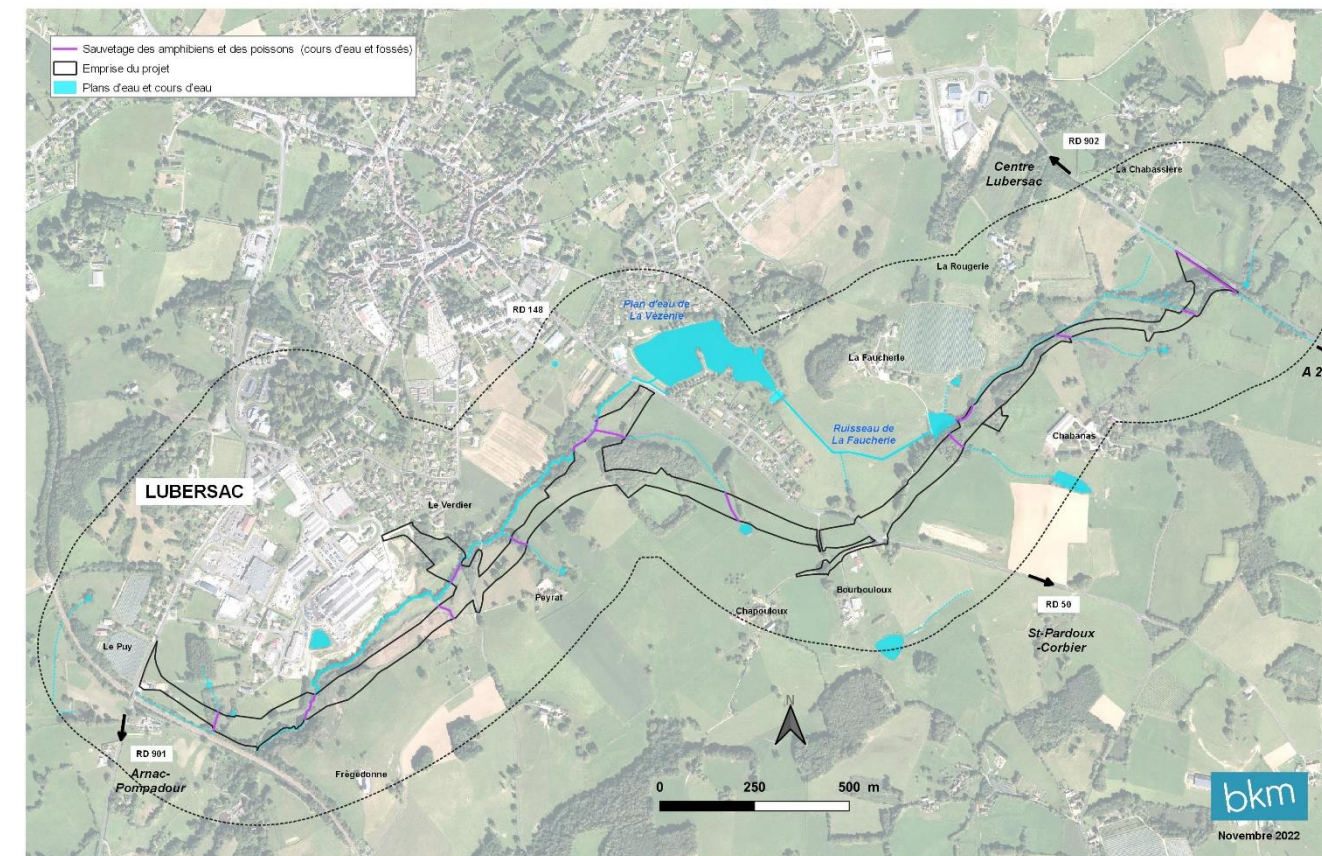 Sauvetage des amphibiens et des poissons (cours d'eau et fossés)
Emprise du projet
Plans d'eau et cours d'eau
RD 902
Centre
Lubersac
La Chabassière
La Rougerie
RD 148
Plan d'eau de
La Vézénie
La Faucherie
A 2
Ruisseau de
La Faucherie
Chabanas
LUBERSAC
Le Verdier
Peyrat
Chapouloux
Bourbouloux
RD 50
St-Pardoux
-Corbier
Le Puy
RD 901
Arnac-
Pompadour
Frégedonne
N
0 250 500 m
bkm
Novembre 2022